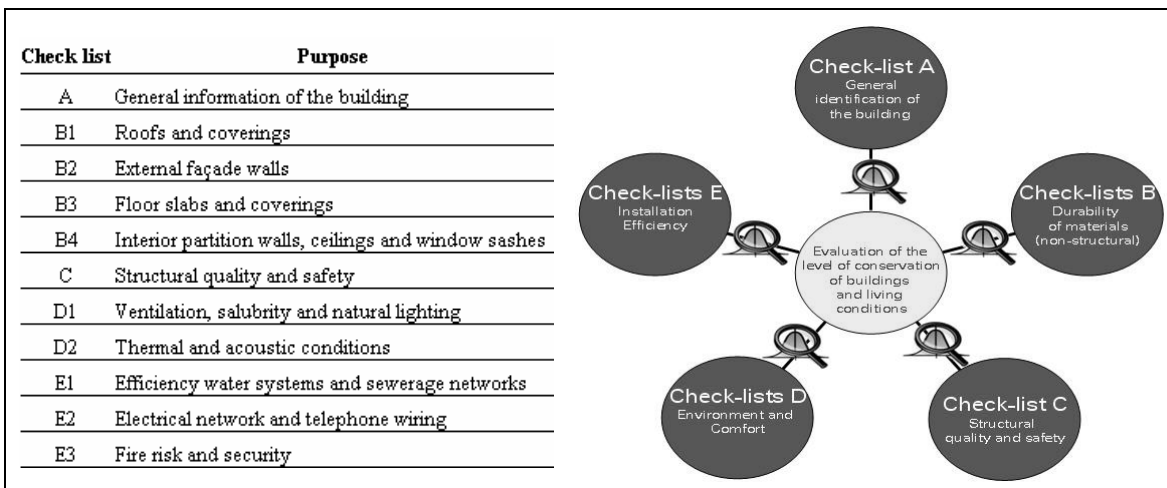 Check list Purpose
A General information of the building
B1 Roofs and coverings
B2 External façade walls
B3 Floor slabs and coverings
B4 Interior partition walls, ceilings and window sashes
C Structural quality and safety
D1 Ventilation, salubrity and natural lighting
D2 Thermal and acoustic conditions
E1 Efficiency water systems and sewerage networks
E2 Electrical network and telephone wiring
E3 Fire risk and security
Check-list A
General
identification of
the building
Check-lists E
Installation
Efficiency
Check-lists B
Durability
of materials
(non-structural)
Evaluation of the
level of conservation
of buildings
and living
conditions
Check-lists D
Environment and
Comfort
Check-list C
Structural
quality and safety